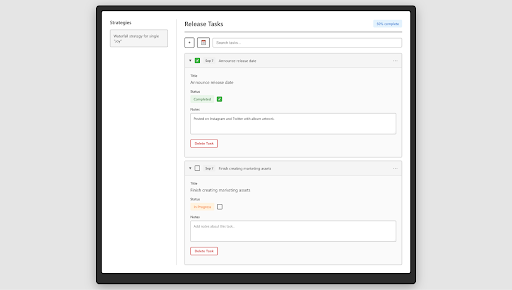 Strategies
Waterfall strategy for single
Release Tasks
50% complete
+
Search tasks...
Sep 1 Announce release date
Title
Announce release date
Status
Completed
Notes
Posted on Instagram and Twitter with album artwork.
Delete Task
Sep 1 Finish creating marketing assets
Title
Finish creating marketing assets
Status
In Progress
Notes
Add notes about this task...
Delete Task